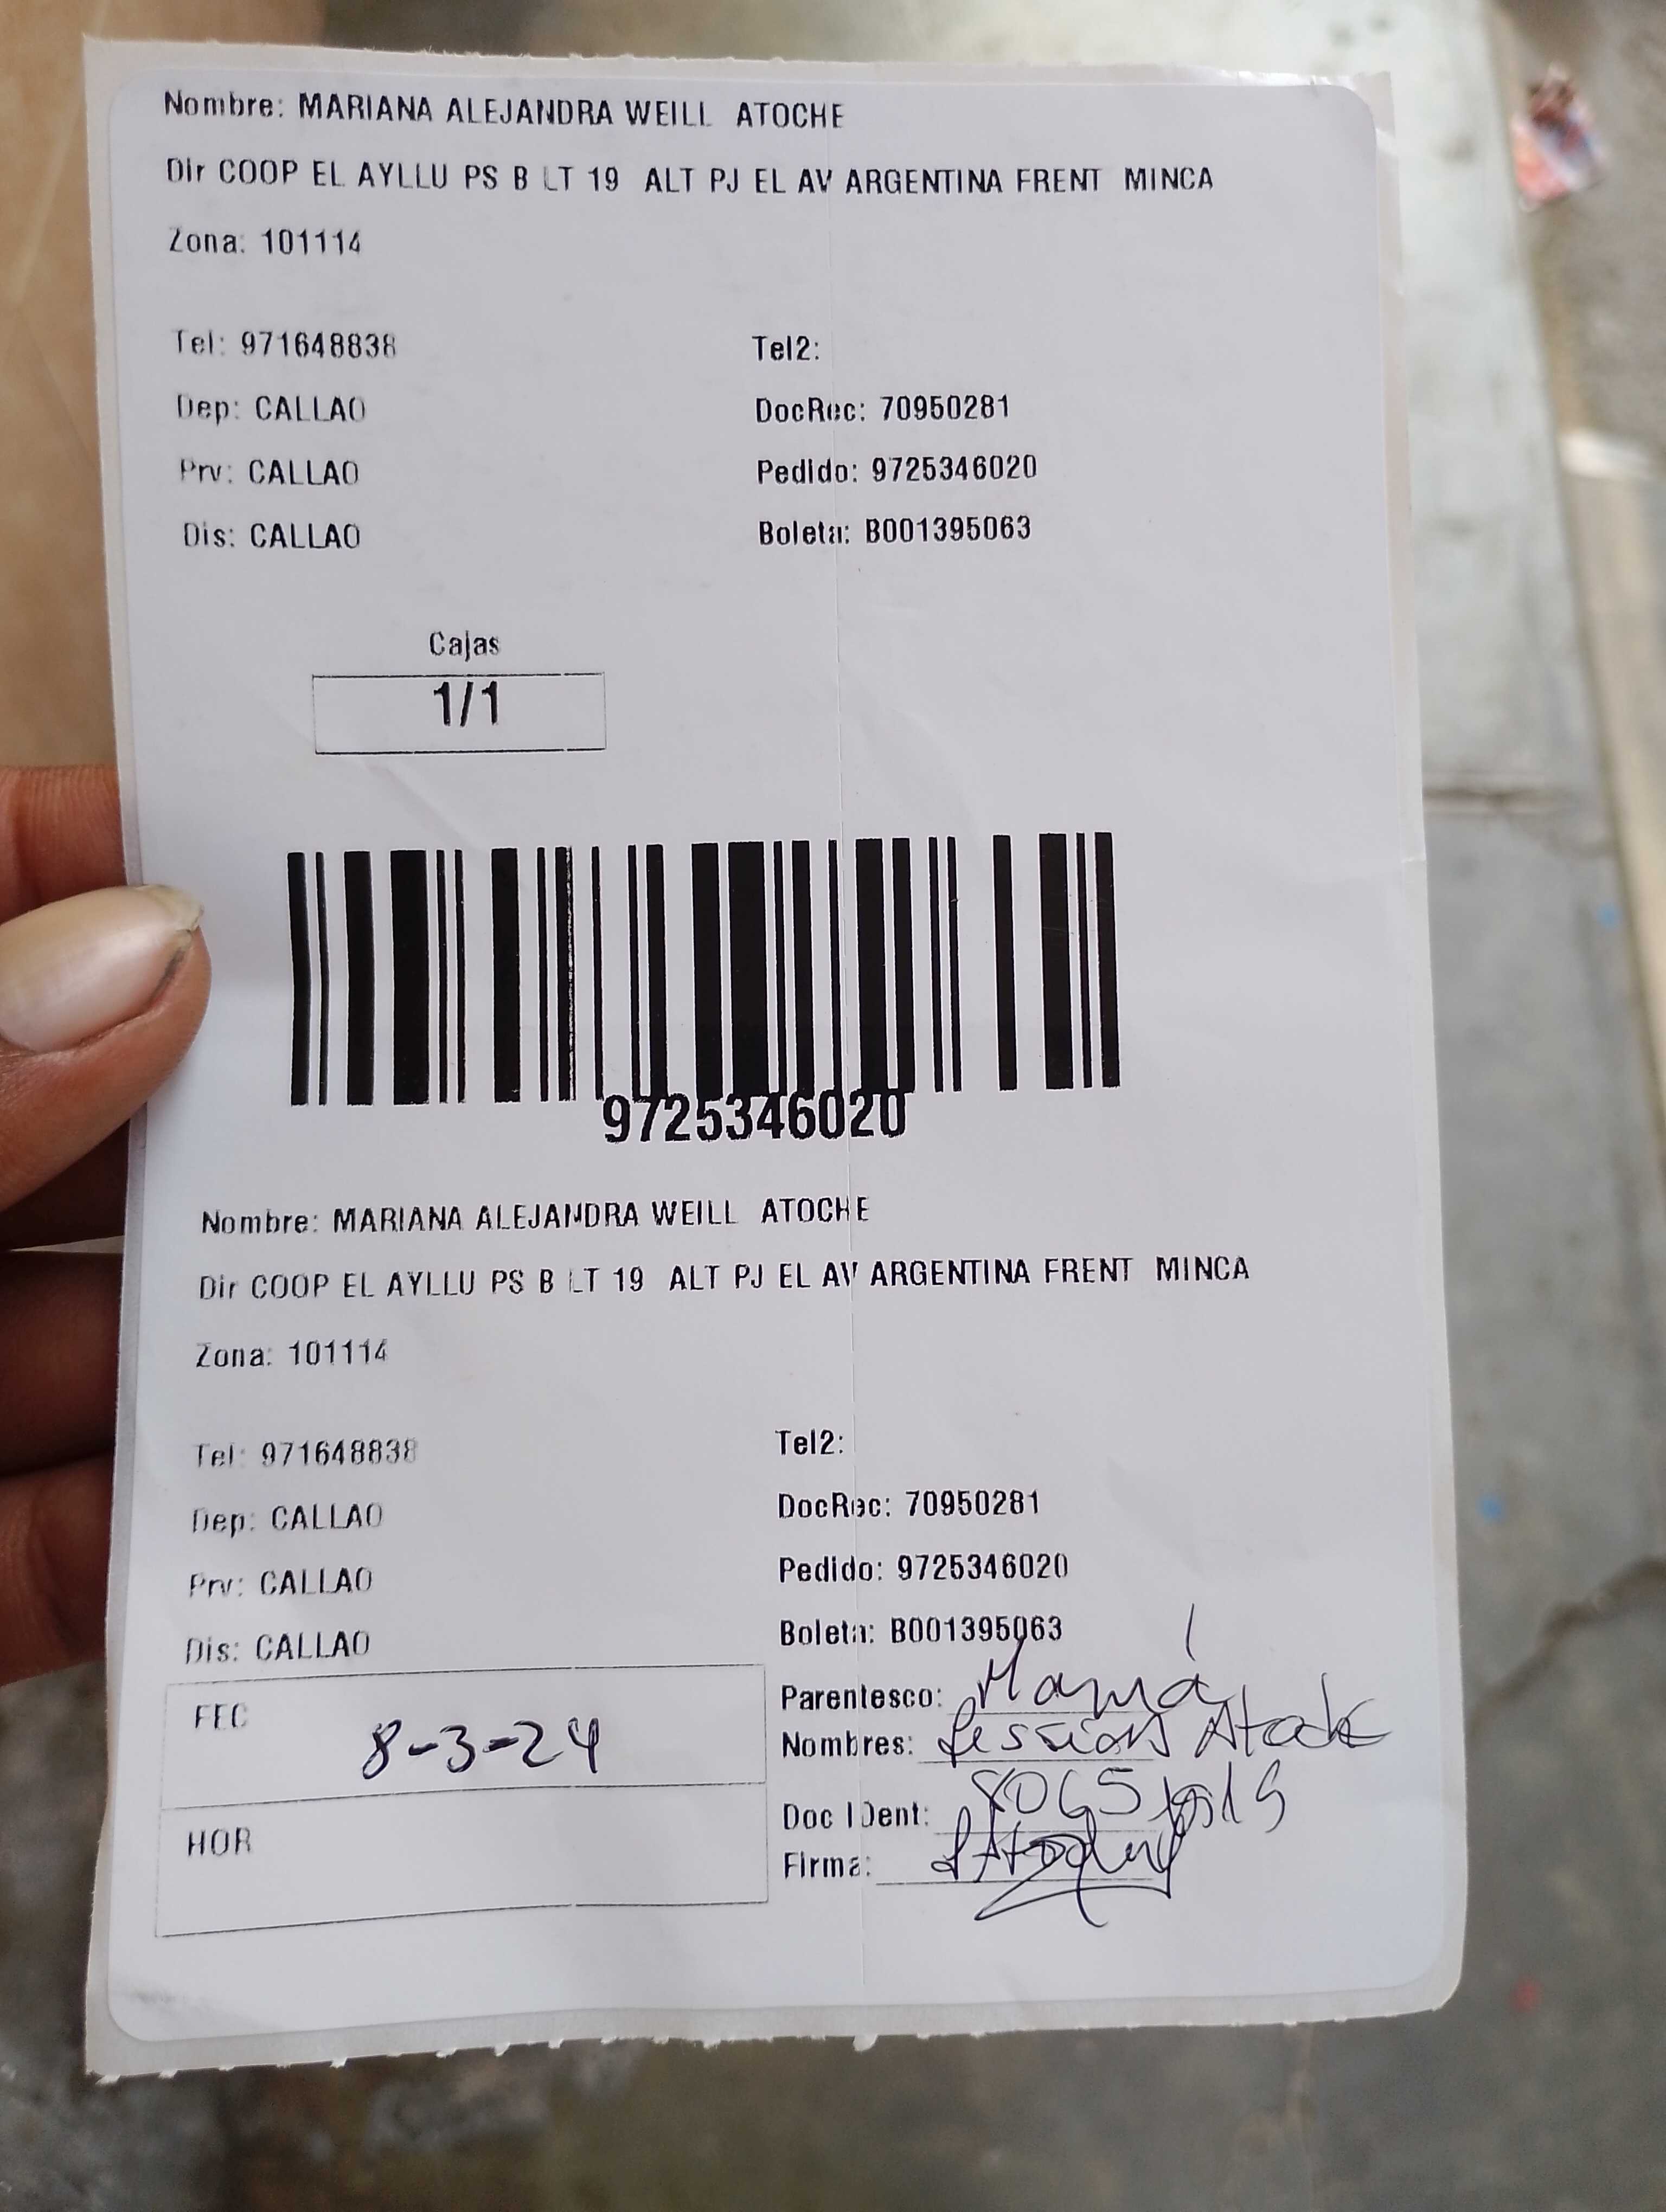 Nombre: MARIANA ALEJANDRA WEILL ATOCHE
Dir COOP EL AYLLU PS B LT 19 ALT PJ EL AV ARGENTINA FRENT MINCA
Zona: 101114
Tel: 971648838 Tel2:
Dep: CALLAO DocRec: 70950281
Prv: CALLAO Pedido: 9725346020
Dis: CALLAO Boleta: B001395063
Cajas
1/1
9725346020
Nombre: MARIANA ALEJANDRA WEILL ATOCHE
Dir COOP EL AYLLU PS B LT 19 ALT PJ EL AV ARGENTINA FRENT MINCA
Zona: 101114
Tel: 971648838 Tel2:
Dep: CALLAO DocRec: 70950281
Prv: CALLAO Pedido: 9725346020
Dis: CALLAO Boleta: B001395063
FEC 8-3-24
HOR
Parentesco: Mamá
Nombres:
Doc IDent:
Firma: